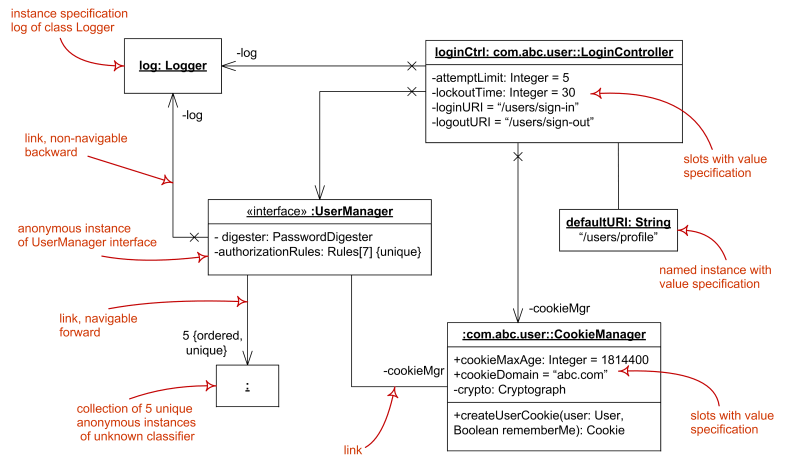 instance specification
log of class Logger
log: Logger
-log
-log
loginCtrl: com.abc.user::LoginController
-attemptLimit: Integer = 5
-lockoutTime: Integer = 30
-loginURI = “/users/sign-in”
-logoutURI = “/users/sign-out”
slots with value
specification
link, non-navigable
backward
anonymous instance
of UserManager interface
«interface» :UserManager
- digester: PasswordDigester
-authorizationRules: Rules[7] {unique}
defaultURI: String
“/users/profile”
named instance with
value specification
link, navigable
forward
5 {ordered,
unique}
:
collection of 5 unique
anonymous instances
of unknown classifier
-cookieMgr
-cookieMgr
link
:com.abc.user::CookieManager
+cookieMaxAge: Integer = 1814400
+cookieDomain = “abc.com”
-crypto: Cryptograph
+createUserCookie(user: User,
Boolean rememberMe): Cookie
slots with value
specification